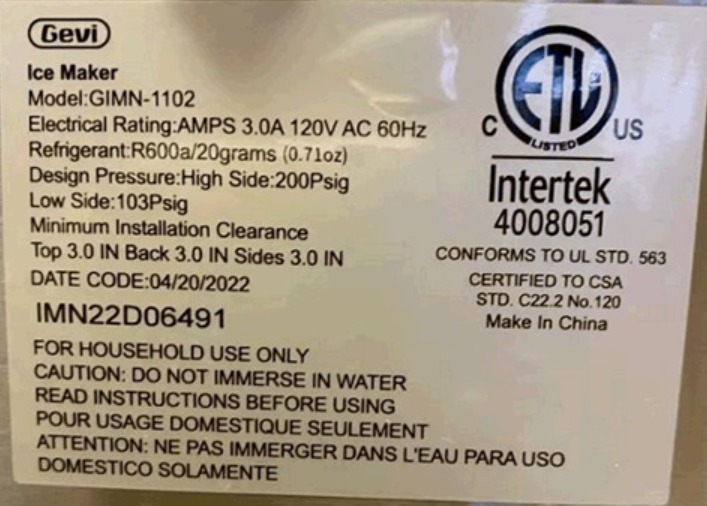 Gevi
Ice Maker
Model:GIMN-1102
Electrical Rating:AMPS 3.0A 120V AC 60Hz
Refrigerant:R600a/20grams (0.71oz)
Design Pressure:High Side:200Psig
Low Side:103Psig
Minimum Installation Clearance
Top 3.0 IN Back 3.0 IN Sides 3.0 IN
DATE CODE:04/20/2022
IMN22D06491
FOR HOUSEHOLD USE ONLY
CAUTION: DO NOT IMMERSE IN WATER
READ INSTRUCTIONS BEFORE USING
POUR USAGE DOMESTIQUE SEULEMENT
ATTENTION: NE PAS IMMERGER DANS L'EAU PARA USO
DOMESTICO SOLAMENTE
ETL
C US
LISTED
Intertek
4008051
CONFORMS TO UL STD. 563
CERTIFIED TO CSA
STD. C22.2 No.120
Make In China